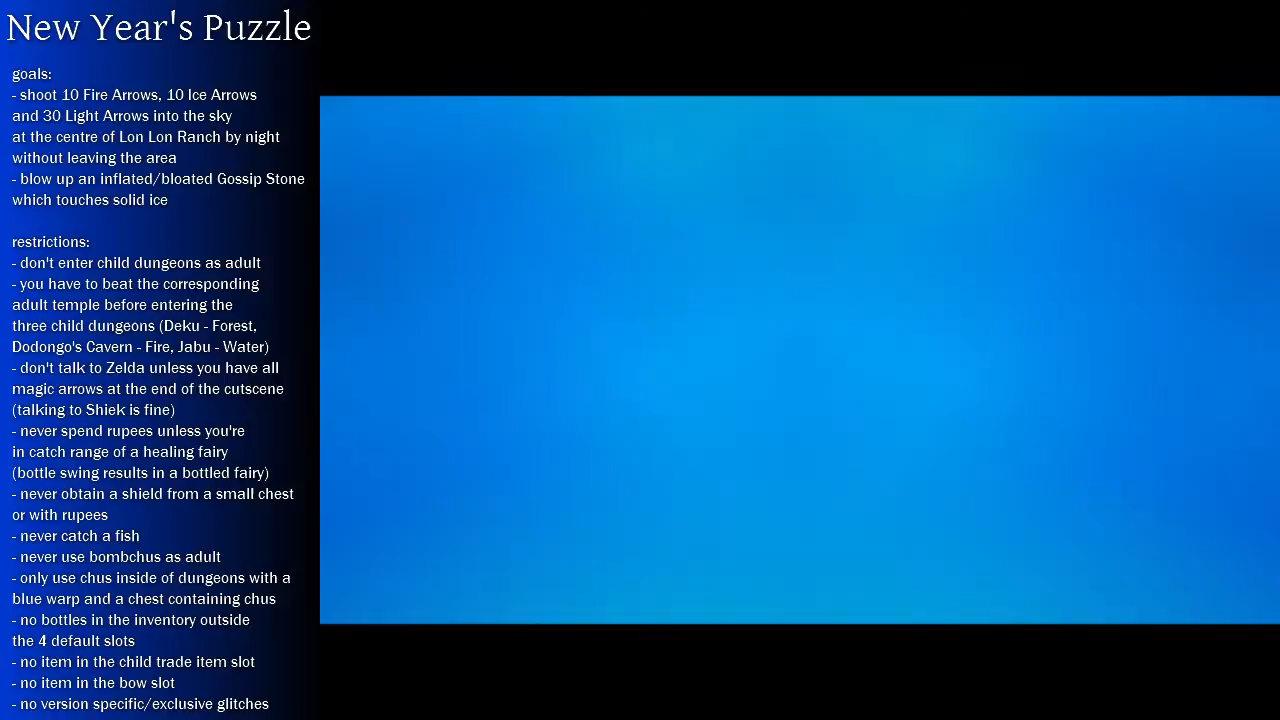 New Year's Puzzle
goals:
- shoot 10 Fire Arrows, 10 Ice Arrows
and 30 Light Arrows into the sky
at the centre of Lon Lon Ranch by night
without leaving the area
- blow up an inflated/bloated Gossip Stone
which touches solid ice
restrictions:
- don't enter child dungeons as adult
- you have to beat the corresponding
adult temple before entering the
three child dungeons (Deku - Forest,
Dodongo's Cavern - Fire, Jabu - Water)
- don't talk to Zelda unless you have all
magic arrows at the end of the cutscene
(talking to Shiek is fine)
- never spend rupees unless you're
in catch range of a healing fairy
(bottle swing results in a bottled fairy)
- never obtain a shield from a small chest
or with rupees
- never catch a fish
- never use bombchus as adult
- only use chus inside of dungeons with a
blue warp and a chest containing chus
- no bottles in the inventory outside
the 4 default slots
- no item in the child trade item slot
- no item in the bow slot
- no version specific/exclusive glitches